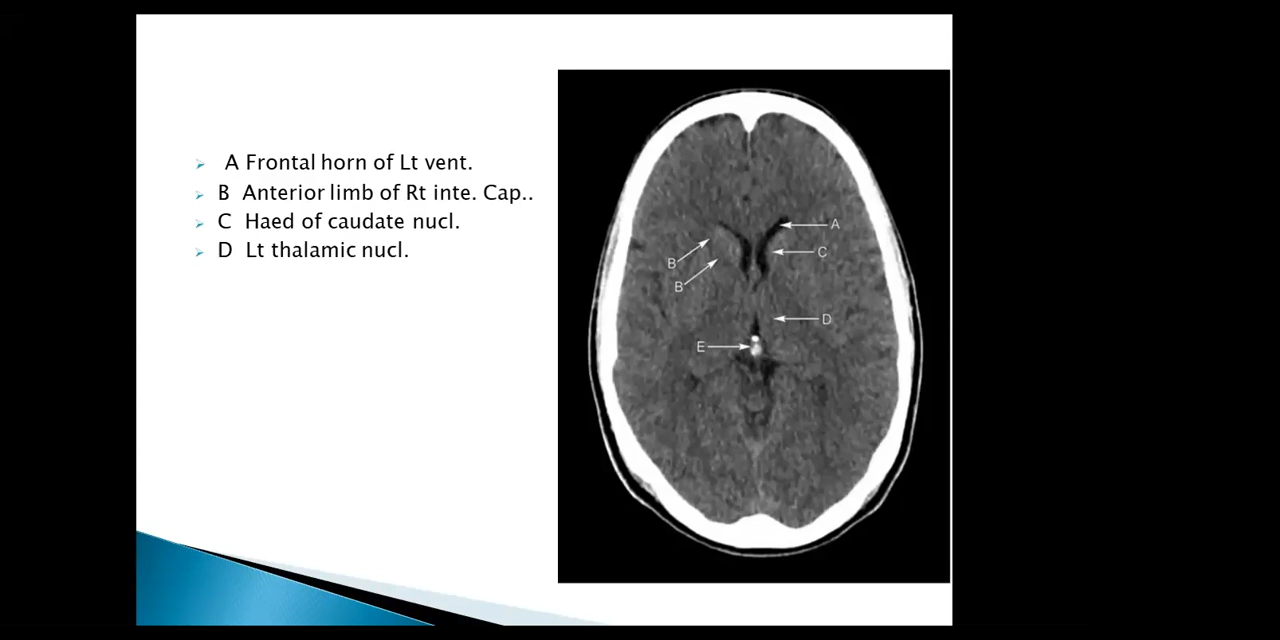 A Frontal horn of Lt vent.
B Anterior limb of Rt inte. Cap..
C Haed of caudate nucl.
D Lt thalamic nucl.
A
B
C
B
D
E